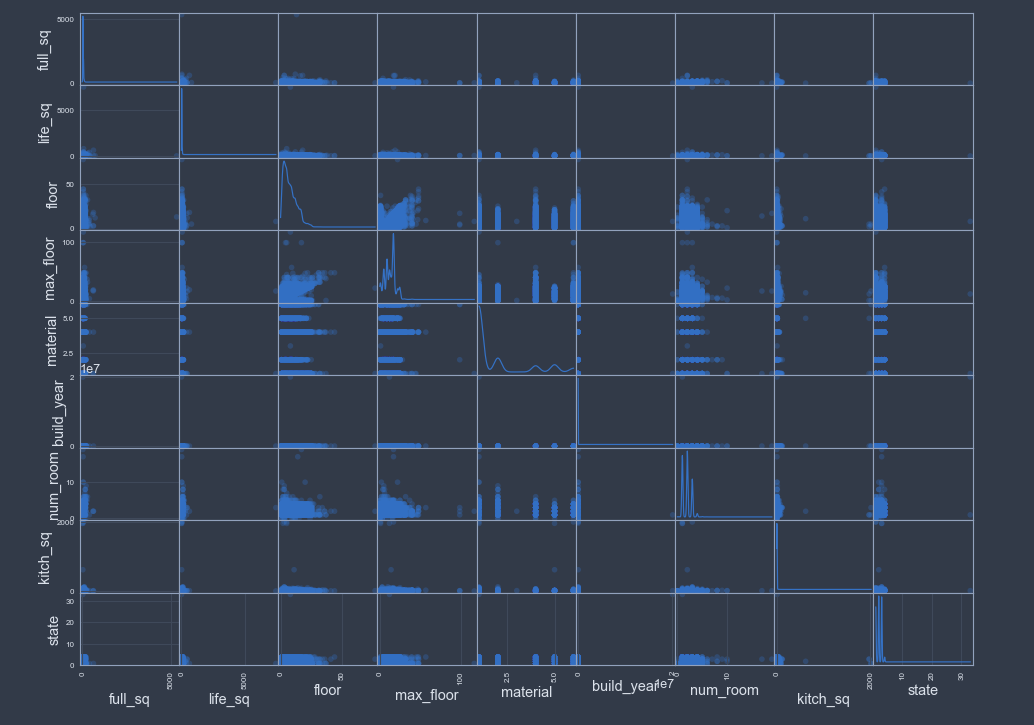 full_sq
5000
0
life_sq
5000
0
floor
50
0
max_floor
100
0
material
5.0
2.5
1e7
build_year
2
0
num_room
10
0
kitch_sq
2000
0
state
30
20
10
0
0 5000 0 5000 0 50 0 100 2.5 5.0 0 2 1e7 0 10 0 2000 10 20 30
full_sq life_sq floor max_floor material build_year num_room kitch_sq state